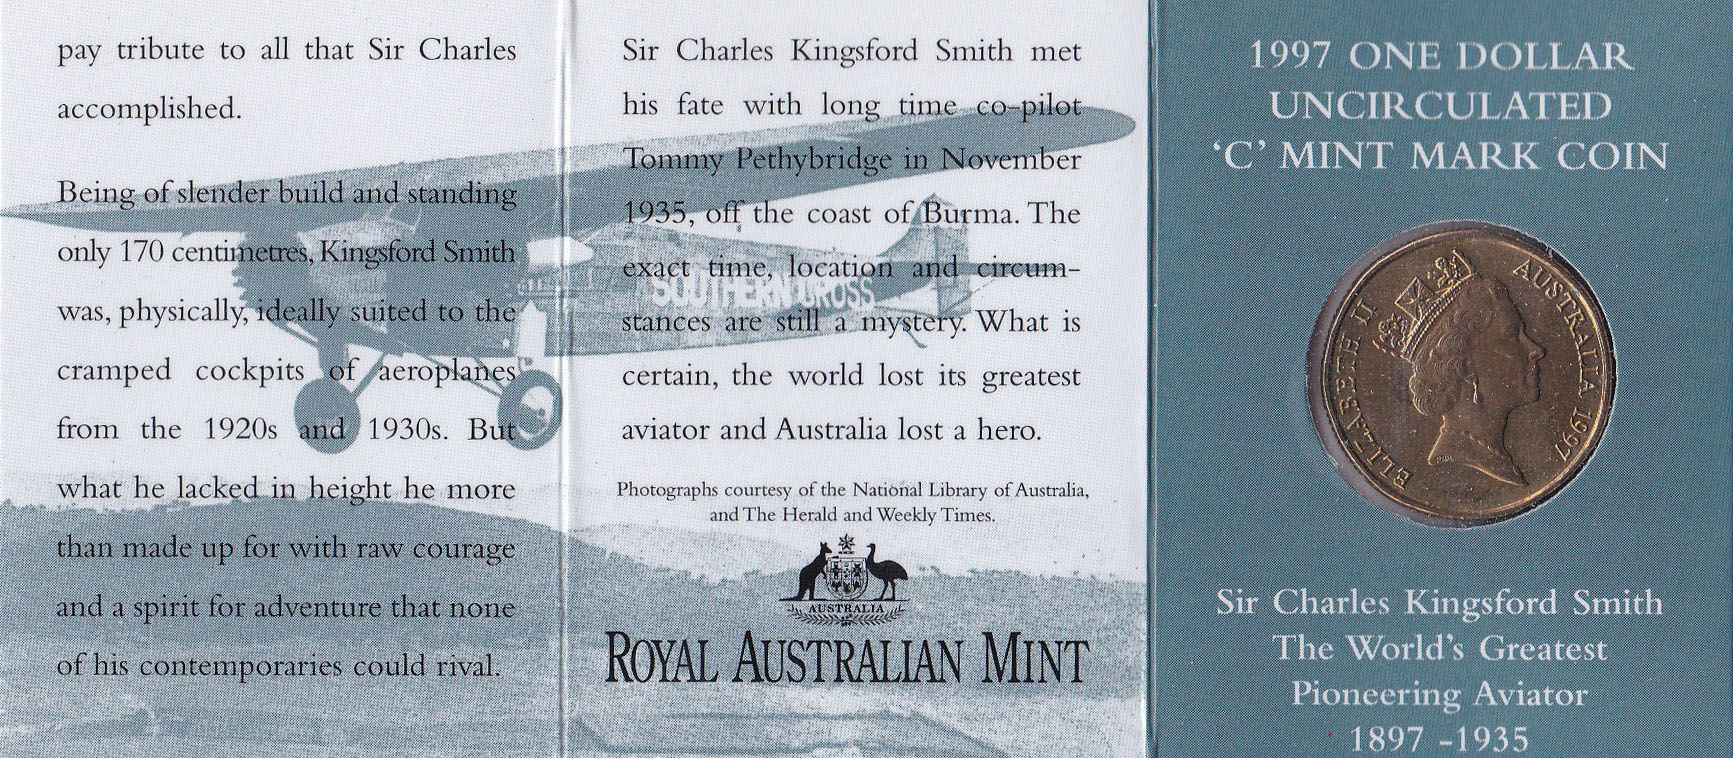 pay tribute to all that Sir Charles
accomplished.
Being of slender build and standing
only 170 centimetres, Kingsford Smith
was, physically, ideally suited to the
cramped cockpits of aeroplanes
from the 1920s and 1930s. But
what he lacked in height he more
than made up for with raw courage
and a spirit for adventure that none
of his contemporaries could rival.
Sir Charles Kingsford Smith met
his fate with long time co-pilot
Tommy Pethybridge in November
1935, off the coast of Burma. The
exact time, location and circum-
stances are still a mystery. What is
certain, the world lost its greatest
aviator and Australia lost a hero.
SOUTHERN CROSS
Photographs courtesy of the National Library of Australia,
and The Herald and Weekly Times.
AUSTRALIA
ROYAL AUSTRALIAN MINT
1997 ONE DOLLAR
UNCIRCULATED
‘C’ MINT MARK COIN
ELIZABETH II
AUSTRALIA 1997
Sir Charles Kingsford Smith
The World's Greatest
Pioneering Aviator
1897 -1935